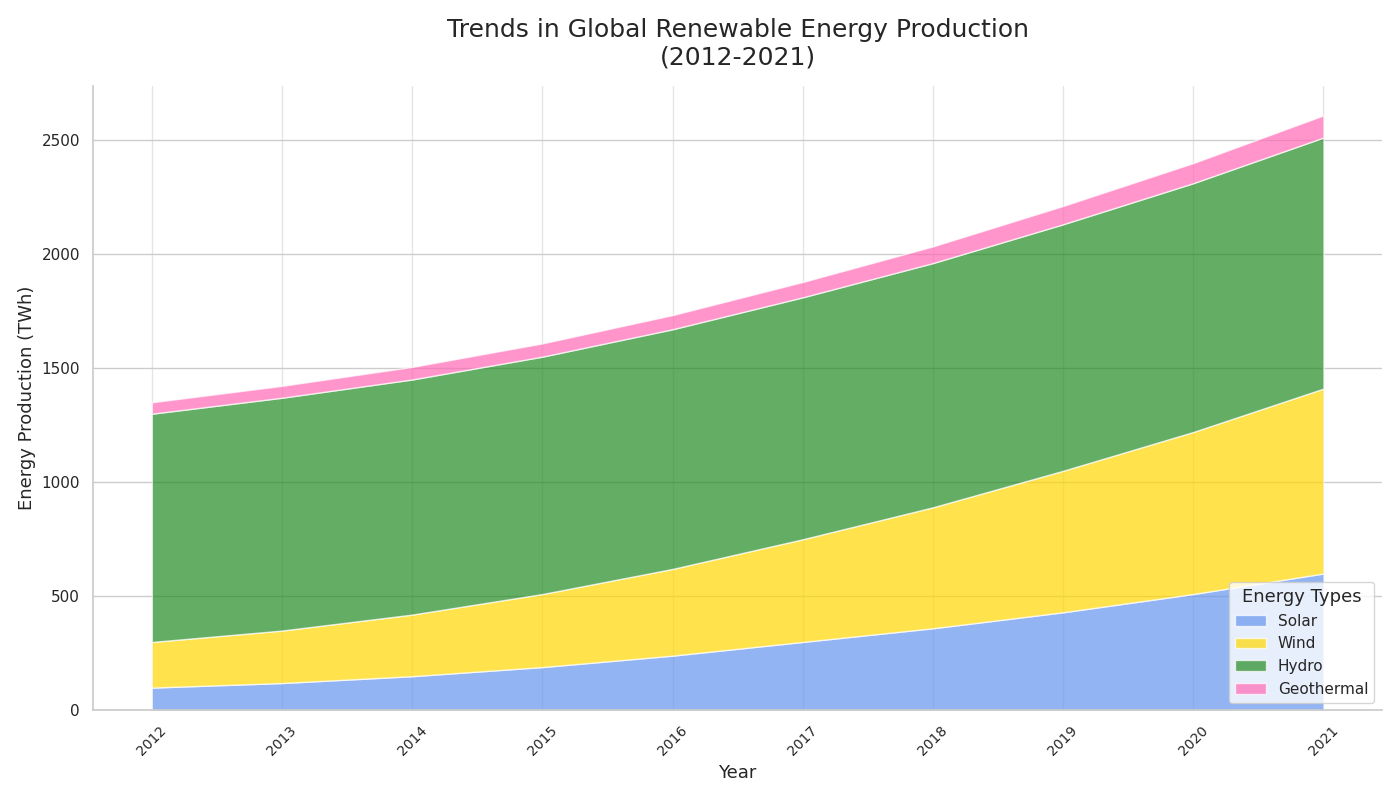 Trends in Global Renewable Energy Production
(2012-2021)
Energy Production (TWh)
2500
2000
1500
1000
500
0
Energy Types
Solar
Wind
Hydro
Geothermal
2012
2013
2014
2015
2016
2017
2018
2019
2020
2021
Year